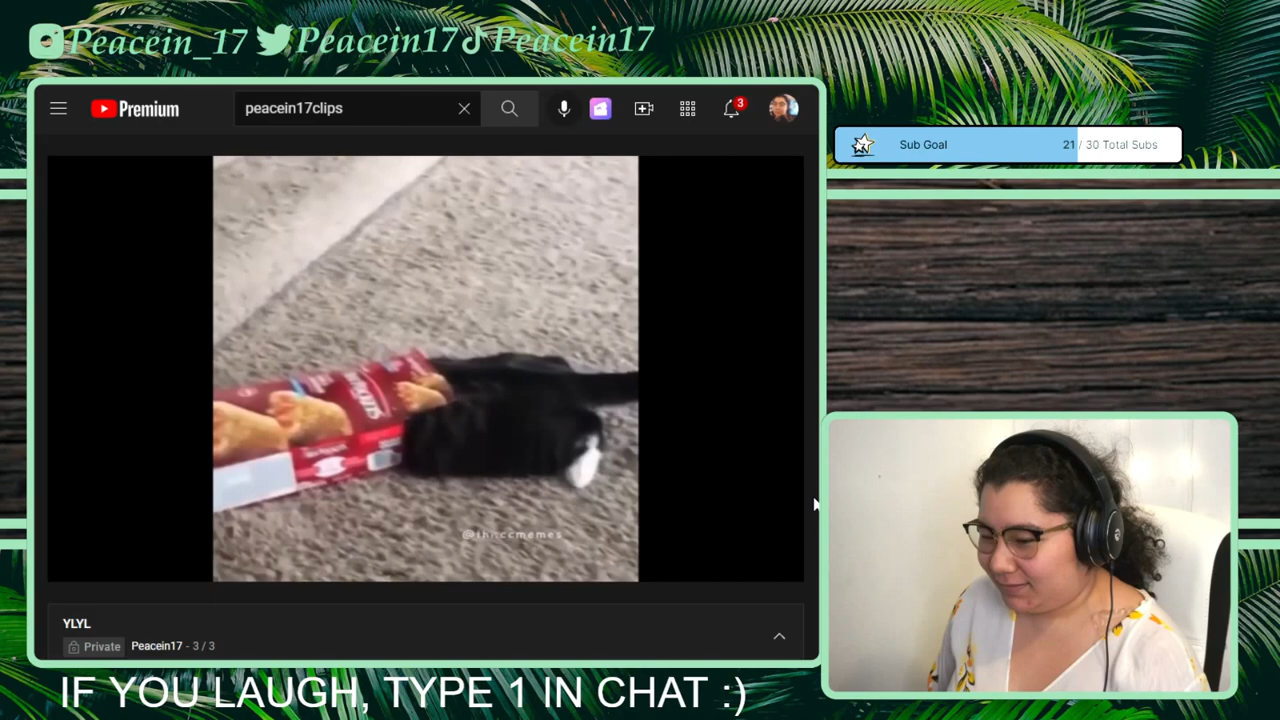 Peacein_17 Peacein17 Peacein17
Premium
peacein17clips
3
Sub Goal 21 / 30 Total Subs
YLYL
Private Peacein17 - 3 / 3
IF YOU LAUGH, TYPE 1 IN CHAT :)